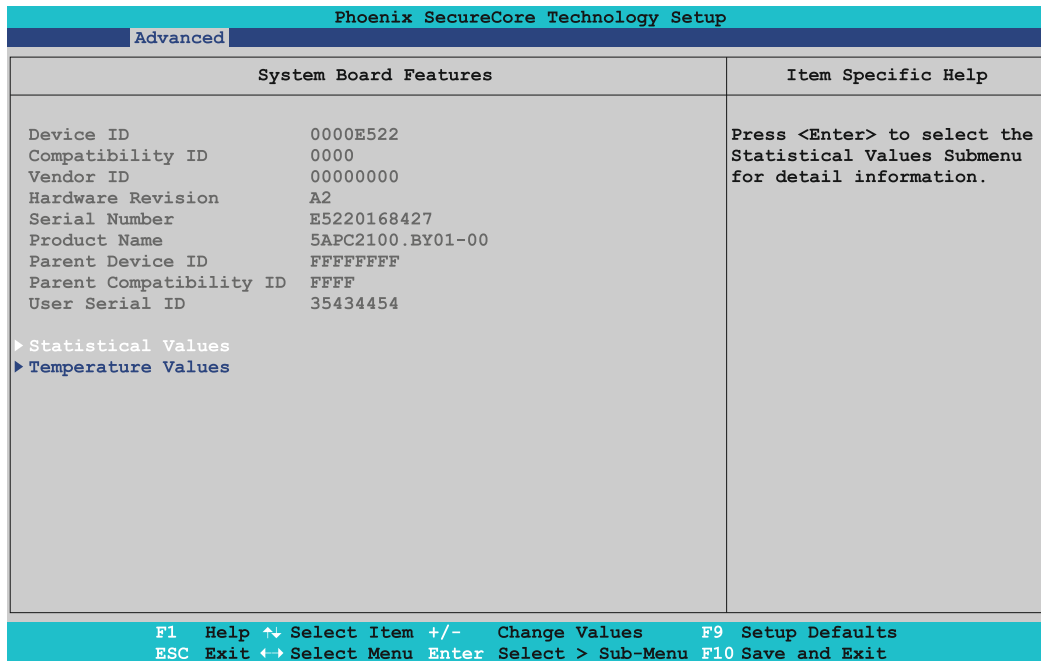 Phoenix SecureCore Technology Setup
Advanced
System Board Features
Item Specific Help
Device ID 0000E522
Compatibility ID 0000
Vendor ID 00000000
Hardware Revision A2
Serial Number E5220168427
Product Name 5APC2100.BY01-00
Parent Device ID FFFFFFFF
Parent Compatibility ID FFFF
User Serial ID 35434454
Statistical Values
Temperature Values
Press <Enter> to select the
Statistical Values Submenu
for detail information.
F1 Help ↑↓ Select Item +/- Change Values F9 Setup Defaults
ESC Exit ←→ Select Menu Enter Select > Sub-Menu F10 Save and Exit